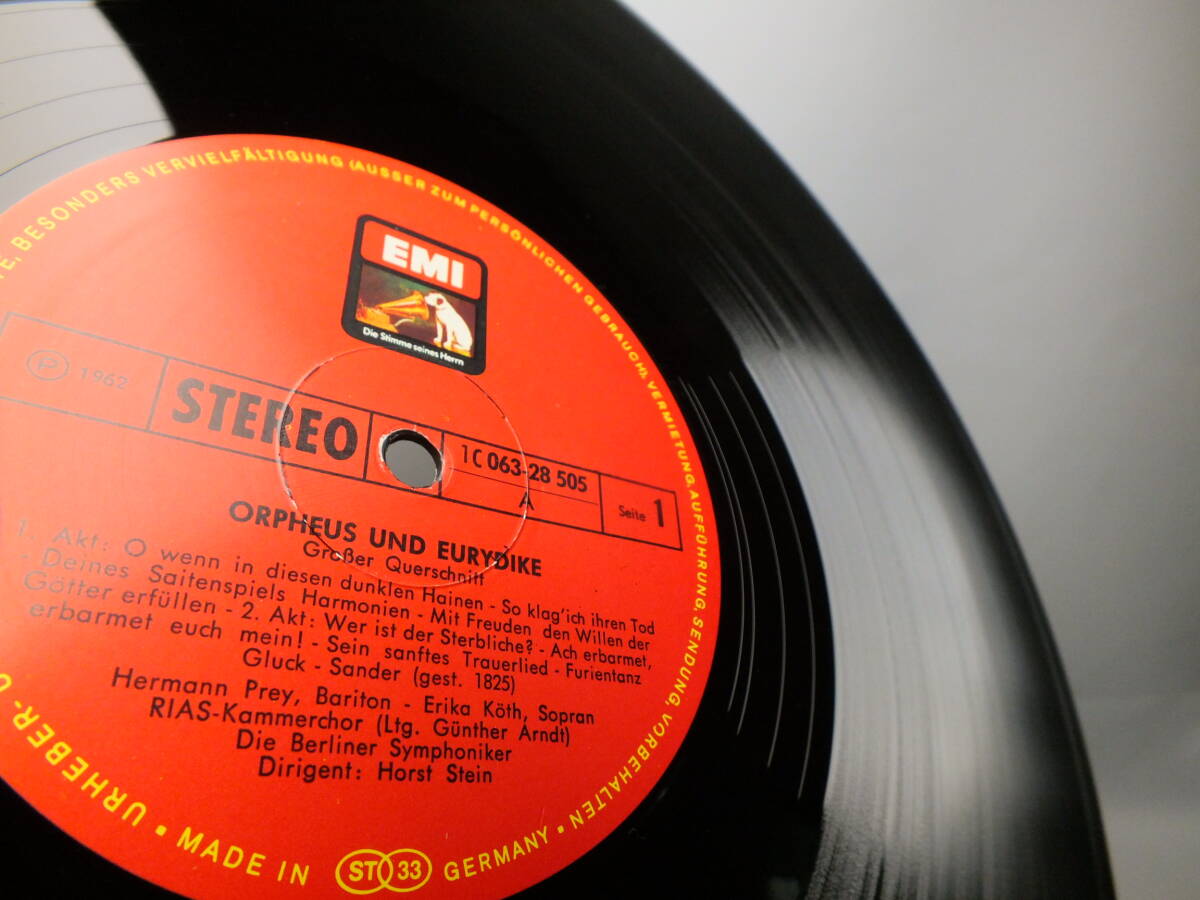 EMI
Die Stimme seines Herrn
℗ 1962
STEREO
1C 063-28 505
A
Seite 1
ORPHEUS UND EURYDIKE
Großer Querschnitt
1. Akt: O wenn in diesen dunklen Hainen - So klag'ich ihren Tod
- Deines Saitenspiels Harmonien - Mit Freuden den Willen der
Götter erfüllen - 2. Akt: Wer ist der Sterbliche? - Ach erbarmet,
erbarmet euch mein! - Sein sanftes Trauerlied - Furientanz
Gluck - Sander (gest. 1825)
Hermann Prey, Bariton - Erika Köth, Sopran
RIAS-Kammerchor (Ltg. Günther Arndt)
Die Berliner Symphoniker
Dirigent: Horst Stein
BESONDERS VERVIELFÄLTIGUNG (AUSSER ZUM PERSÖNLICHEN GEBRAUCH), VERMIETUNG, AUFFÜHRUNG, SENDUNG, VORBEHALTEN •
URHEBER- • MADE IN ST 33 GERMANY